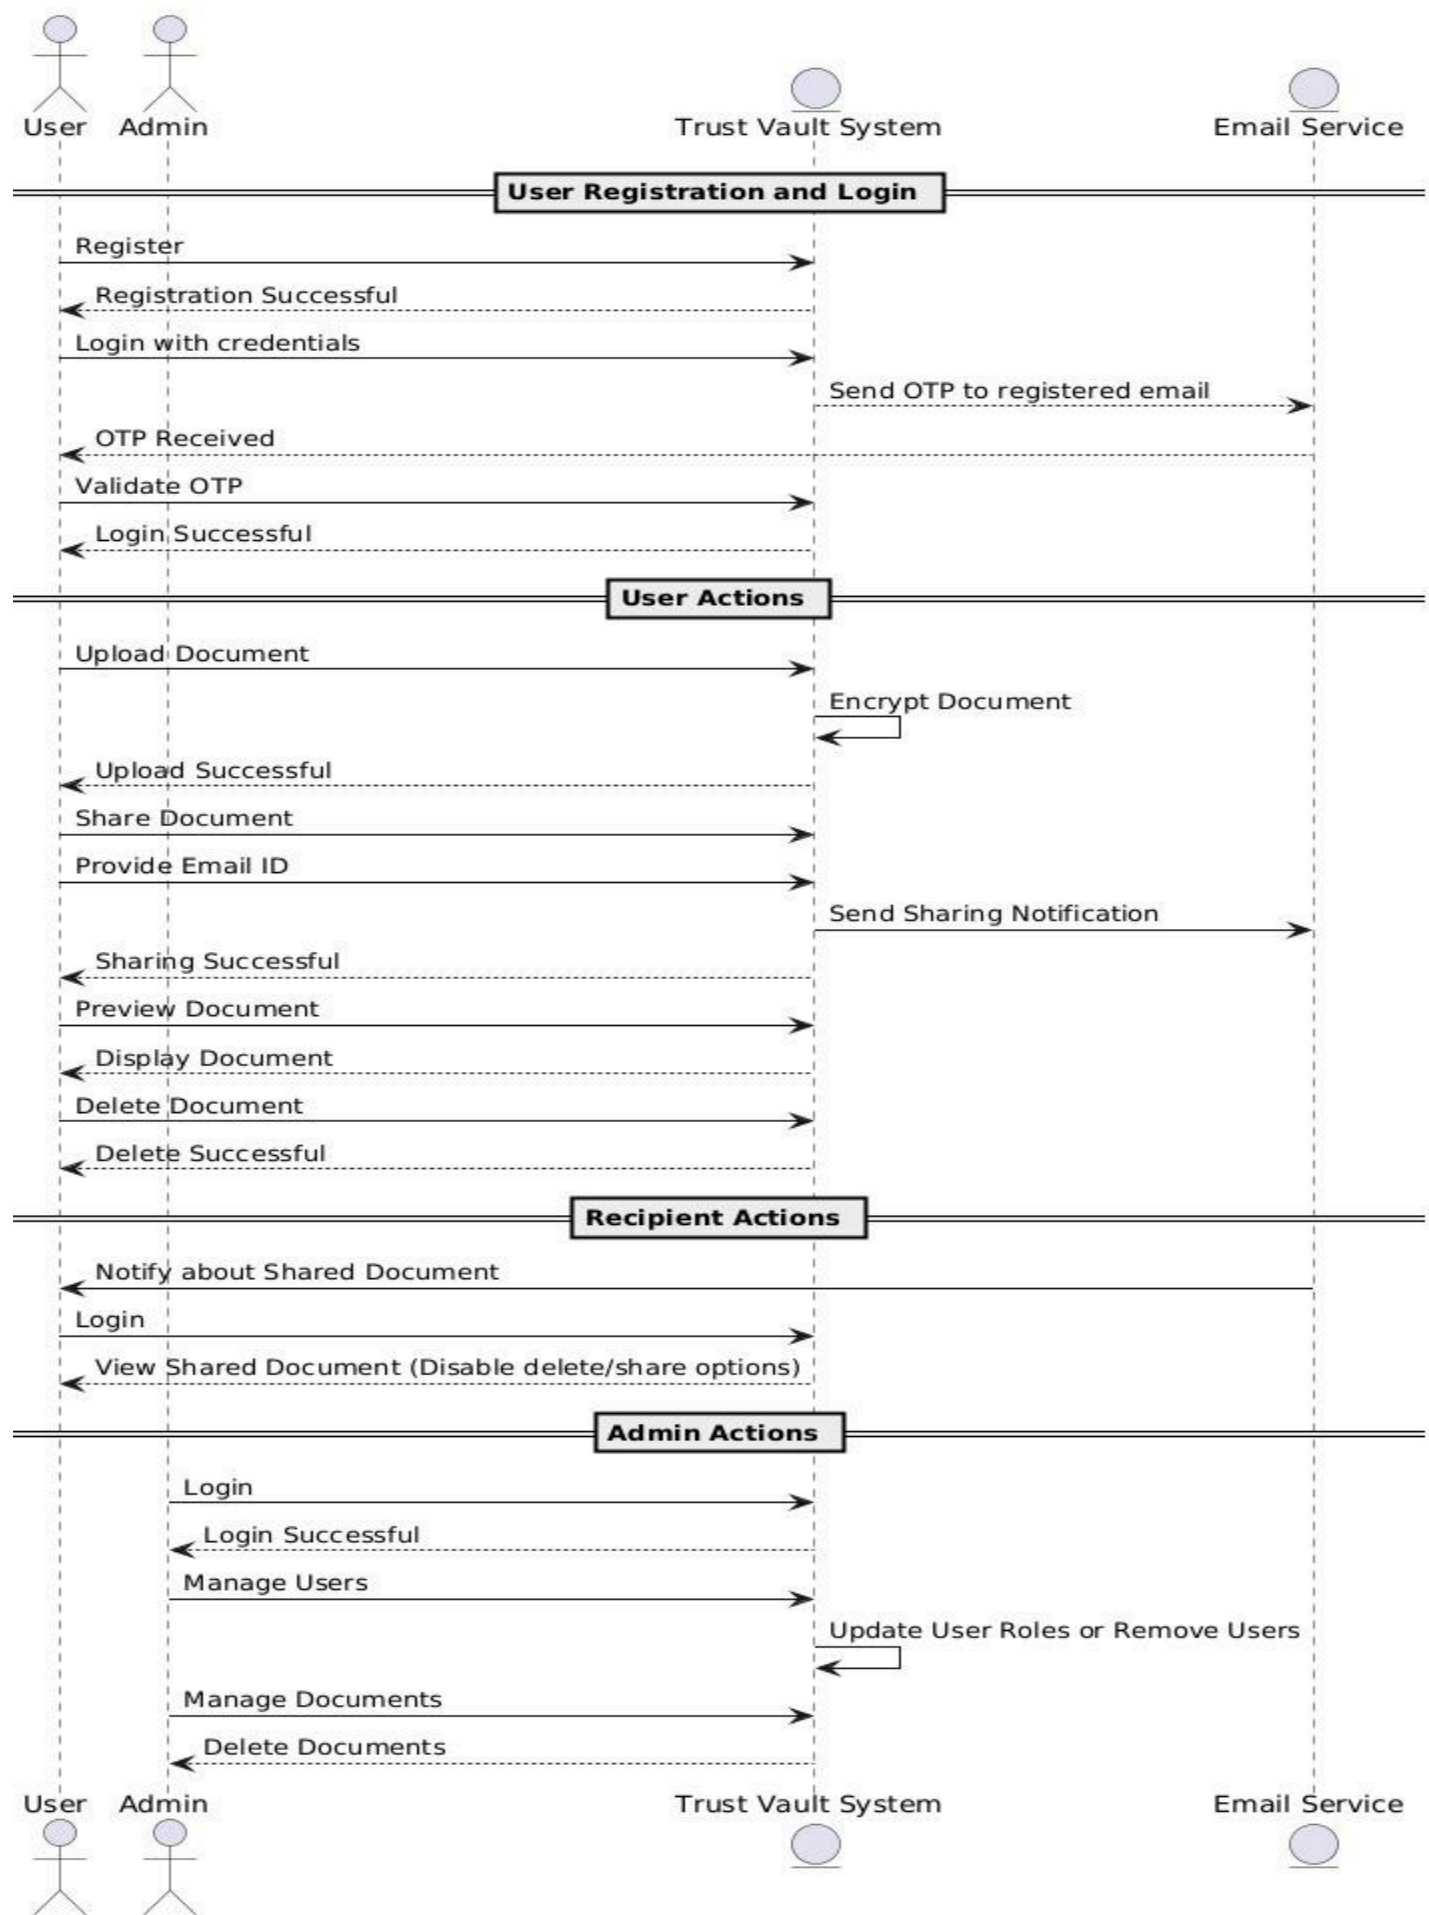 User Admin Trust Vault System Email Service
User Registration and Login
Register
Registration Successful
Login with credentials
Send OTP to registered email
OTP Received
Validate OTP
Login Successful
User Actions
Upload Document
Encrypt Document
Upload Successful
Share Document
Provide Email ID
Send Sharing Notification
Sharing Successful
Preview Document
Display Document
Delete Document
Delete Successful
Recipient Actions
Notify about Shared Document
Login
View Shared Document (Disable delete/share options)
Admin Actions
Login
Login Successful
Manage Users
Update User Roles or Remove Users
Manage Documents
Delete Documents
User Admin Trust Vault System Email Service